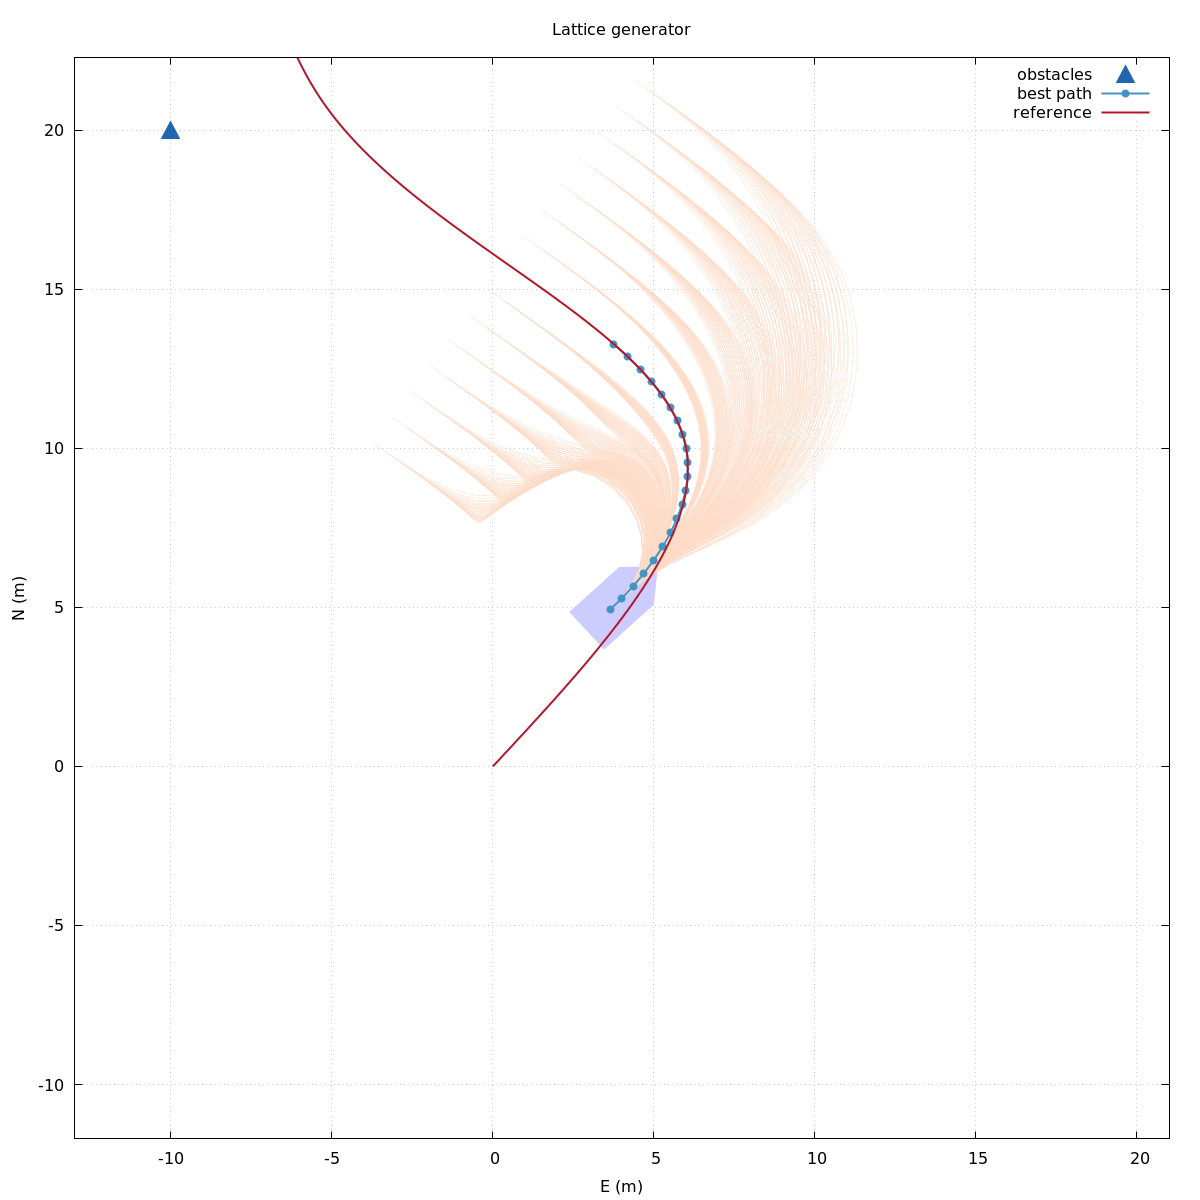 Lattice generator
obstacles
best path
reference
20
15
10
5
0
-5
-10
N (m)
-10 -5 0 5 10 15 20
E (m)